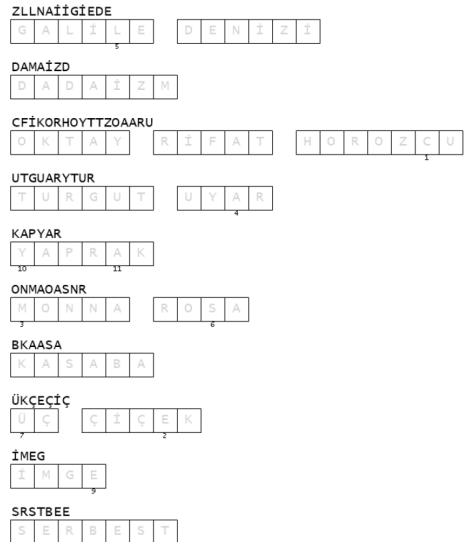 ZLLNAİİGİEDE
GALİLE DENİZİ
5
DAMAİZD
DADAİZM
CFİKORHOYTTZOAARU
OKTAY RİFAT HOROZCU
1
UTGUARYTUR
TURGUT UYAR
4
KAPYAR
YAPRAK
10 11
ONMAOASNR
MONNA ROSA
3 6
BKAASA
KASABA
ÜKÇEÇİÇ
ÜÇ ÇİÇEK
7 2
İMEG
İMGE
9
SRSTBEE
SERBEST